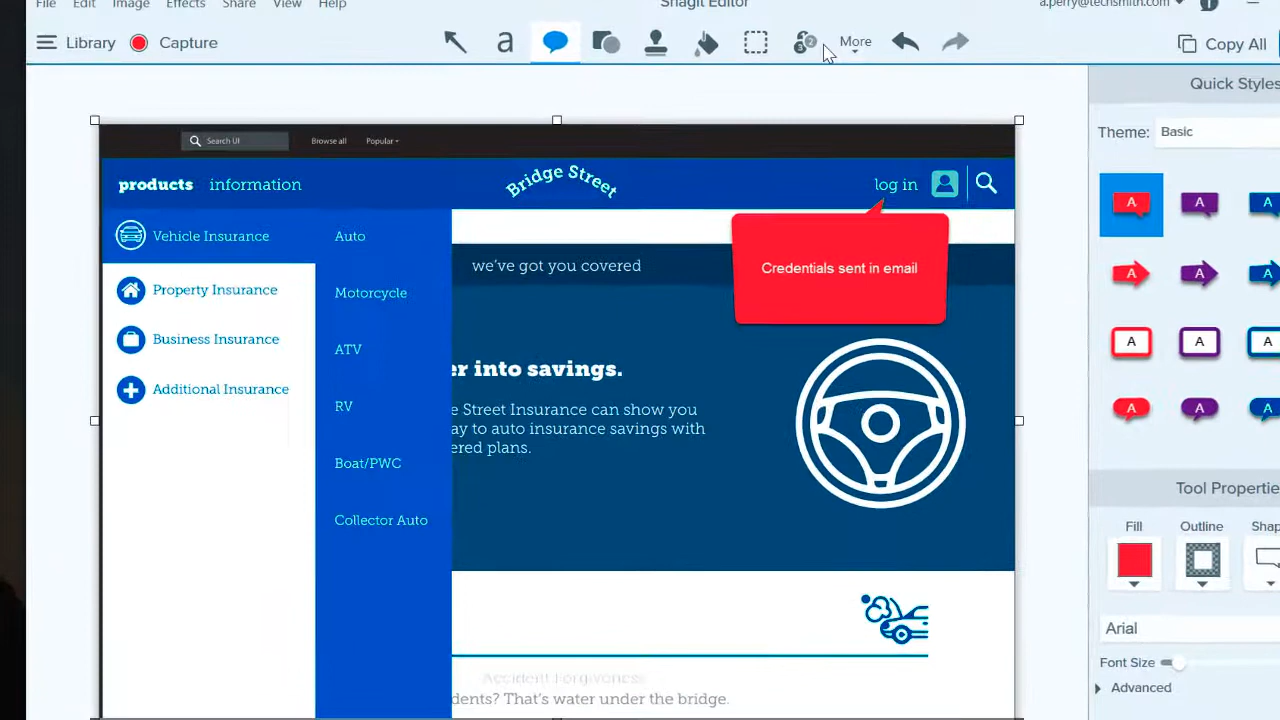 File Edit Image Effects Share View Help
Snagit Editor
a.perry@techsmith.com
Library Capture
a
More
Copy All
Quick Styles
Theme: Basic
Search UI Browse all Popular
products information
Bridge Street
log in
Vehicle Insurance
Property Insurance
Business Insurance
Additional Insurance
Auto
Motorcycle
ATV
RV
Boat/PWC
Collector Auto
we've got you covered
Credentials sent in email
er into savings.
e Street Insurance can show you
ay to auto insurance savings with
ered plans.
Accident Forgiveness
dents? That's water under the bridge.
A A A
A A A
A A A
A A A
Tool Properties
Fill Outline Shap
Arial
Font Size
Advanced